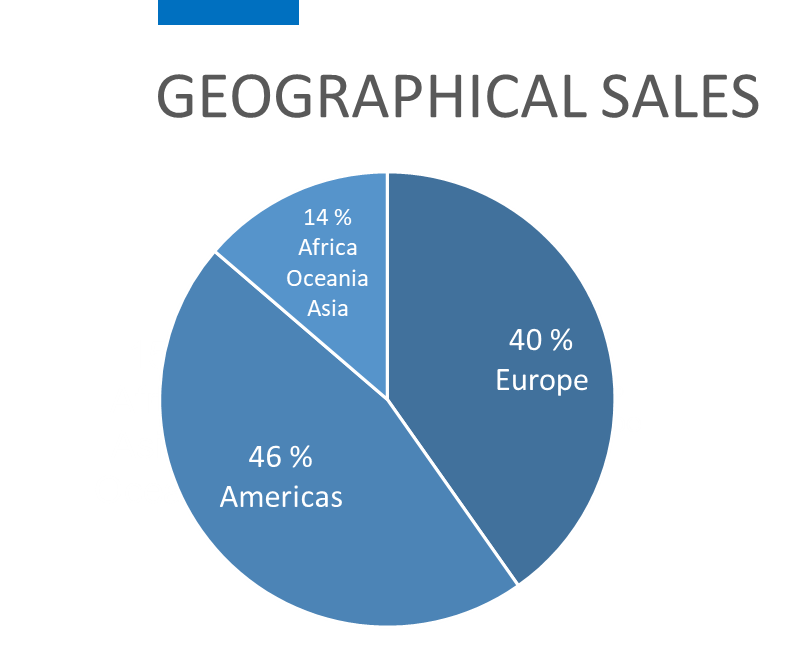 GEOGRAPHICAL SALES
14 %
Africa
Oceania
Asia
40 %
Europe
46 %
Americas